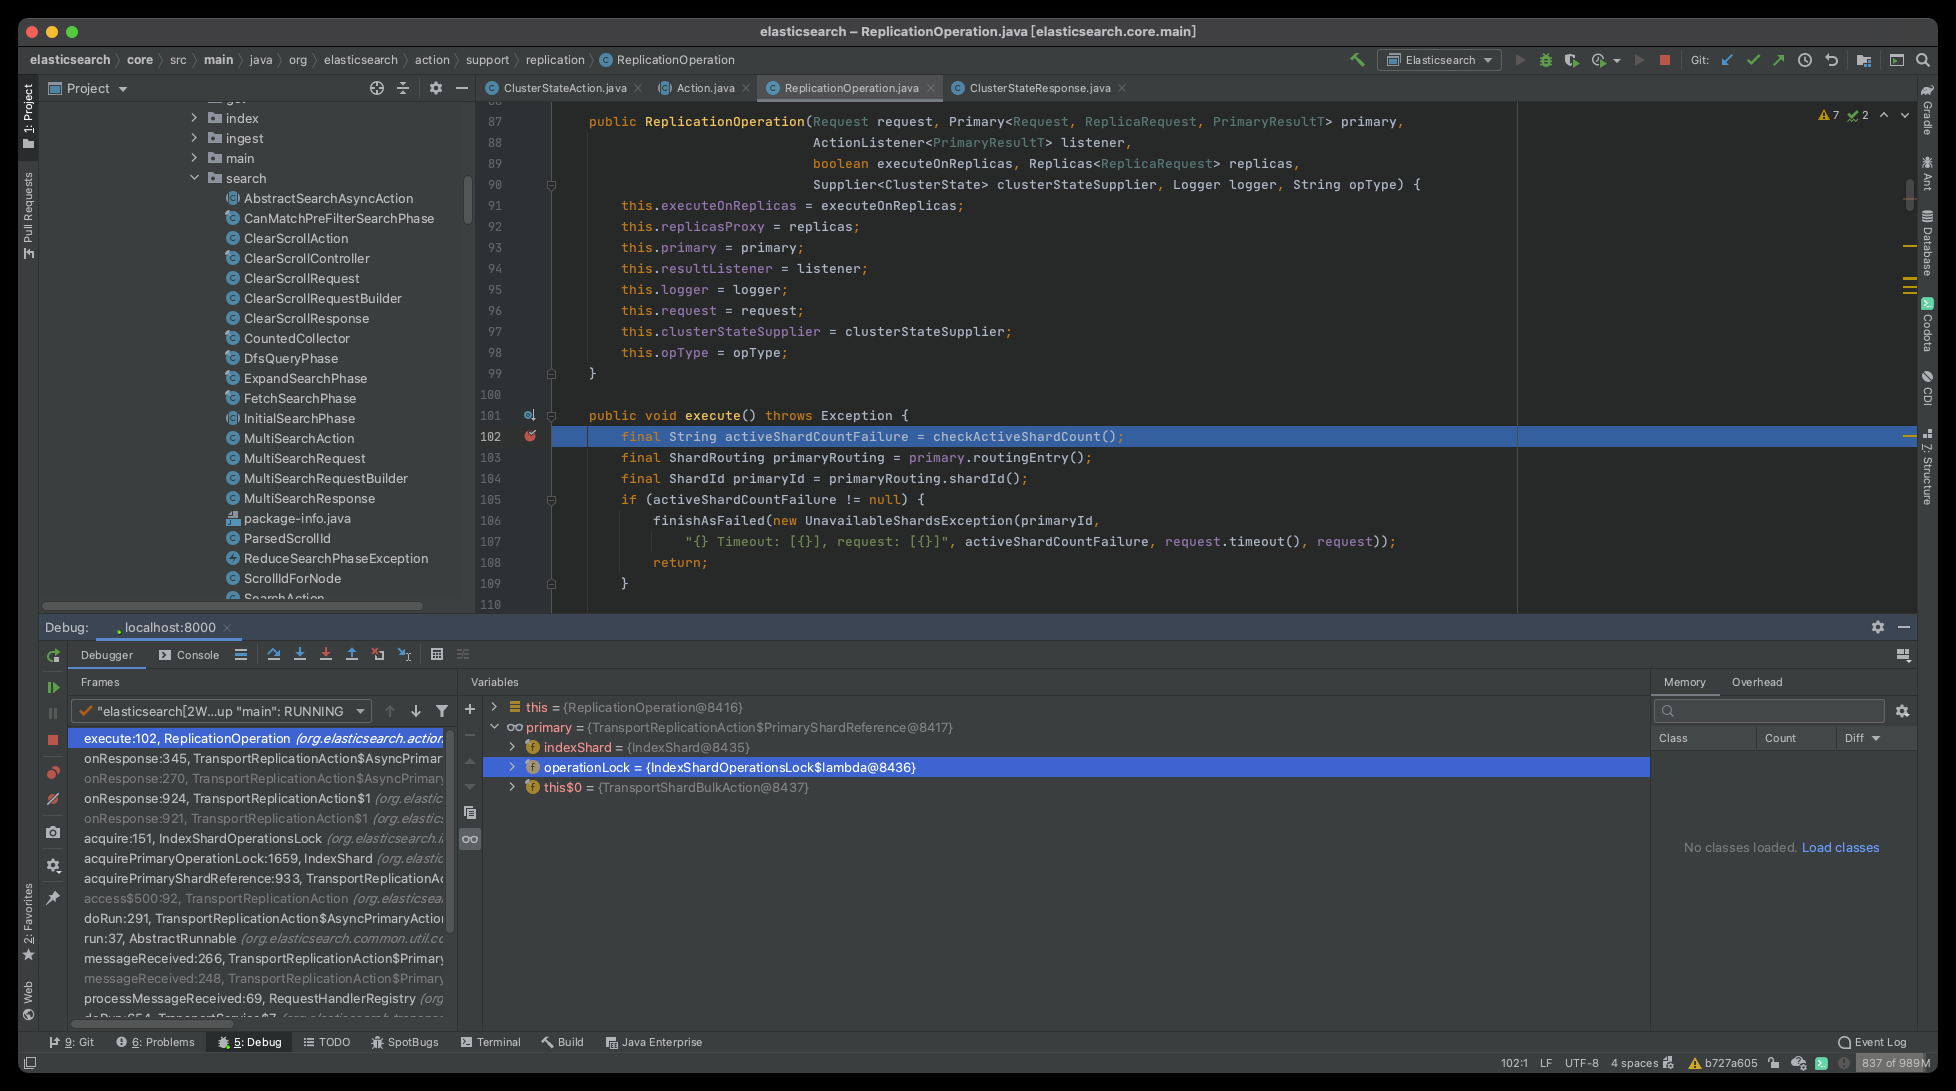 elasticsearch – ReplicationOperation.java [elasticsearch.core.main]
elasticsearch core src main java org elasticsearch action support replication ReplicationOperation
Elasticsearch
Git:
1: Project
Pull Requests
2: Favorites
Web
Project
index
ingest
main
search
AbstractSearchAsyncAction
CanMatchPreFilterSearchPhase
ClearScrollAction
ClearScrollController
ClearScrollRequest
ClearScrollRequestBuilder
ClearScrollResponse
CountedCollector
DfsQueryPhase
ExpandSearchPhase
FetchSearchPhase
InitialSearchPhase
MultiSearchAction
MultiSearchRequest
MultiSearchRequestBuilder
MultiSearchResponse
package-info.java
ParsedScrollId
ReduceSearchPhaseException
ScrollIdForNode
SearchAction
ClusterStateAction.java Action.java ReplicationOperation.java ClusterStateResponse.java
7 2
87 public ReplicationOperation(Request request, Primary<Request, ReplicaRequest, PrimaryResultT> primary,
88 ActionListener<PrimaryResultT> listener,
89 boolean executeOnReplicas, Replicas<ReplicaRequest> replicas,
90 Supplier<ClusterState> clusterStateSupplier, Logger logger, String opType) {
91 this.executeOnReplicas = executeOnReplicas;
92 this.replicasProxy = replicas;
93 this.primary = primary;
94 this.resultListener = listener;
95 this.logger = logger;
96 this.request = request;
97 this.clusterStateSupplier = clusterStateSupplier;
98 this.opType = opType;
99 }
100
101 public void execute() throws Exception {
102 final String activeShardCountFailure = checkActiveShardCount();
103 final ShardRouting primaryRouting = primary.routingEntry();
104 final ShardId primaryId = primaryRouting.shardId();
105 if (activeShardCountFailure != null) {
106 finishAsFailed(new UnavailableShardsException(primaryId,
107 "{} Timeout: [{}], request: [{}]", activeShardCountFailure, request.timeout(), request));
108 return;
109 }
110
Gradle
Ant
Database
Codota
CDI
7: Structure
Debug: localhost:8000
Debugger Console
Frames
"elasticsearch[2W...up "main": RUNNING
execute:102, ReplicationOperation (org.elasticsearch.action
onResponse:345, TransportReplicationAction$AsyncPrimar
onResponse:270, TransportReplicationAction$AsyncPrimary
onResponse:924, TransportReplicationAction$1 (org.elastic
onResponse:921, TransportReplicationAction$1 (org.elastics
acquire:151, IndexShardOperationsLock (org.elasticsearch.i
acquirePrimaryOperationLock:1659, IndexShard (org.elastic
acquirePrimaryShardReference:933, TransportReplicationAc
access$500:92, TransportReplicationAction (org.elasticsea
doRun:291, TransportReplicationAction$AsyncPrimaryAction
run:37, AbstractRunnable (org.elasticsearch.common.util.co
messageReceived:266, TransportReplicationAction$Primary
messageReceived:248, TransportReplicationAction$Primary
processMessageReceived:69, RequestHandlerRegistry (org
doRun:654, TransportService$7 (org.elasticsearch.transpor
Variables
this = {ReplicationOperation@8416}
primary = {TransportReplicationAction$PrimaryShardReference@8417}
indexShard = {IndexShard@8435}
operationLock = {IndexShardOperationsLock$lambda@8436}
this$0 = {TransportShardBulkAction@8437}
Memory Overhead
Class Count Diff
No classes loaded. Load classes
9: Git 6: Problems 5: Debug TODO SpotBugs Terminal Build Java Enterprise
Event Log
102:1 LF UTF-8 4 spaces b727a605 837 of 989M